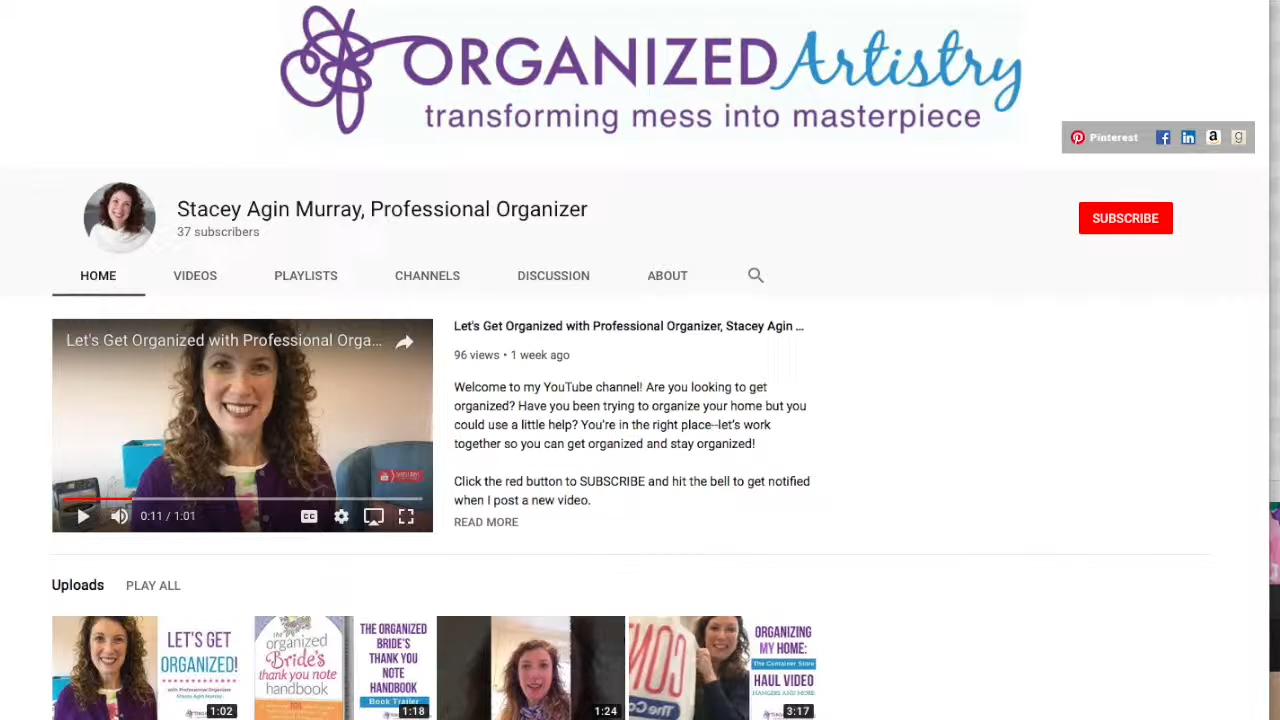 ORGANIZED Artistry
transforming mess into masterpiece
Pinterest
Stacey Agin Murray, Professional Organizer
37 subscribers
SUBSCRIBE
HOME VIDEOS PLAYLISTS CHANNELS DISCUSSION ABOUT
Let's Get Organized with Professional Orga...
0:11 / 1:01
CC
Let's Get Organized with Professional Organizer, Stacey Agin ...
96 views • 1 week ago
Welcome to my YouTube channel! Are you looking to get
organized? Have you been trying to organize your home but you
could use a little help? You're in the right place--let's work
together so you can get organized and stay organized!
Click the red button to SUBSCRIBE and hit the bell to get notified
when I post a new video.
READ MORE
Uploads PLAY ALL
LET'S GET
ORGANIZED!
with Professional Organizer
Stacey Agin Murray
1:02
the
organized
Bride's
thank you note
handbook
THE ORGANIZED
BRIDE'S
THANK YOU
NOTE
HANDBOOK
Book Trailer
1:18
1:24
ORGANIZING
MY HOME:
The Container Store
HAUL VIDEO
HANGERS AND MORE
3:17